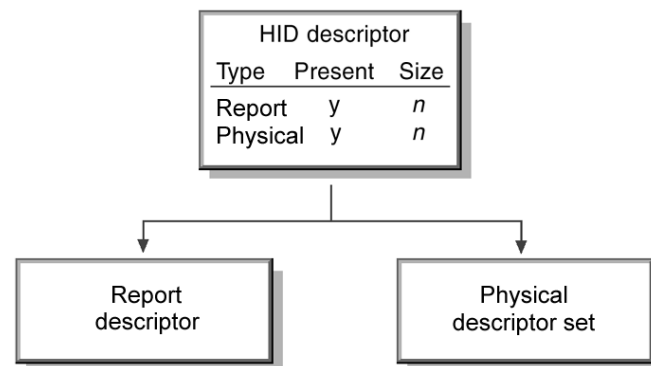 HID descriptor
Type Present Size
Report y n
Physical y n
Report
descriptor
Physical
descriptor set